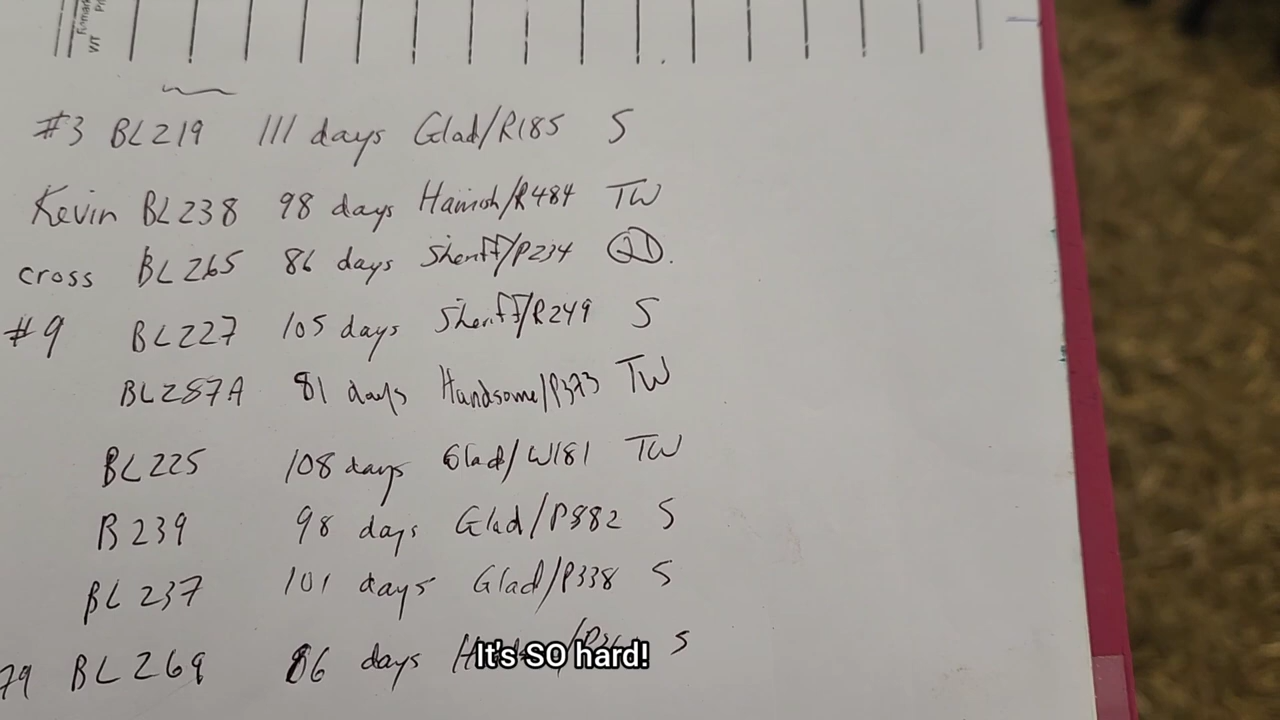 #3 BL219 111 days Glad/R185 S
Kevin BL238 98 days Hamish/R484 TW
cross BL265 86 days Sheriff/P234
#9 BL227 105 days Sheriff/R249 S
BL287A 81 days Handsome/P373 TW
BL225 108 days Glad/W181 TW
B239 98 days Glad/P882 S
BL237 101 days Glad/P338 S
79 BL269 86 days S
It's SO hard!